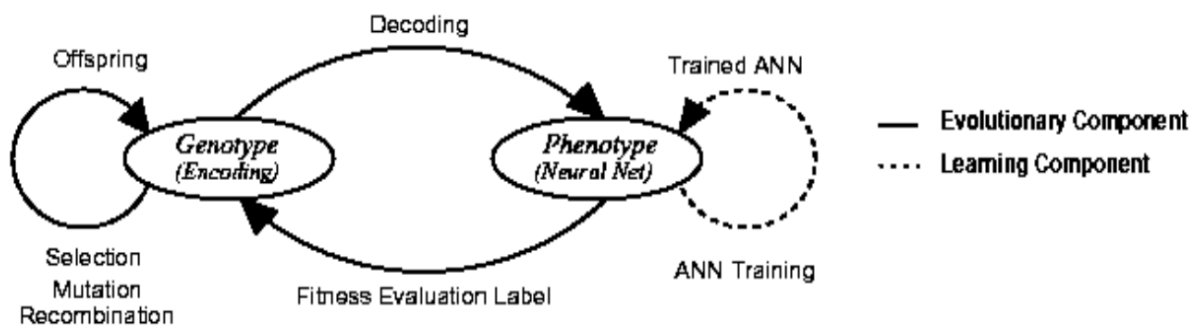 Decoding
Offspring
Trained ANN
Genotype
(Encoding)
Phenotype
(Neural Net)
Evolutionary Component
Learning Component
Selection
Mutation
Recombination
Fitness Evaluation Label
ANN Training